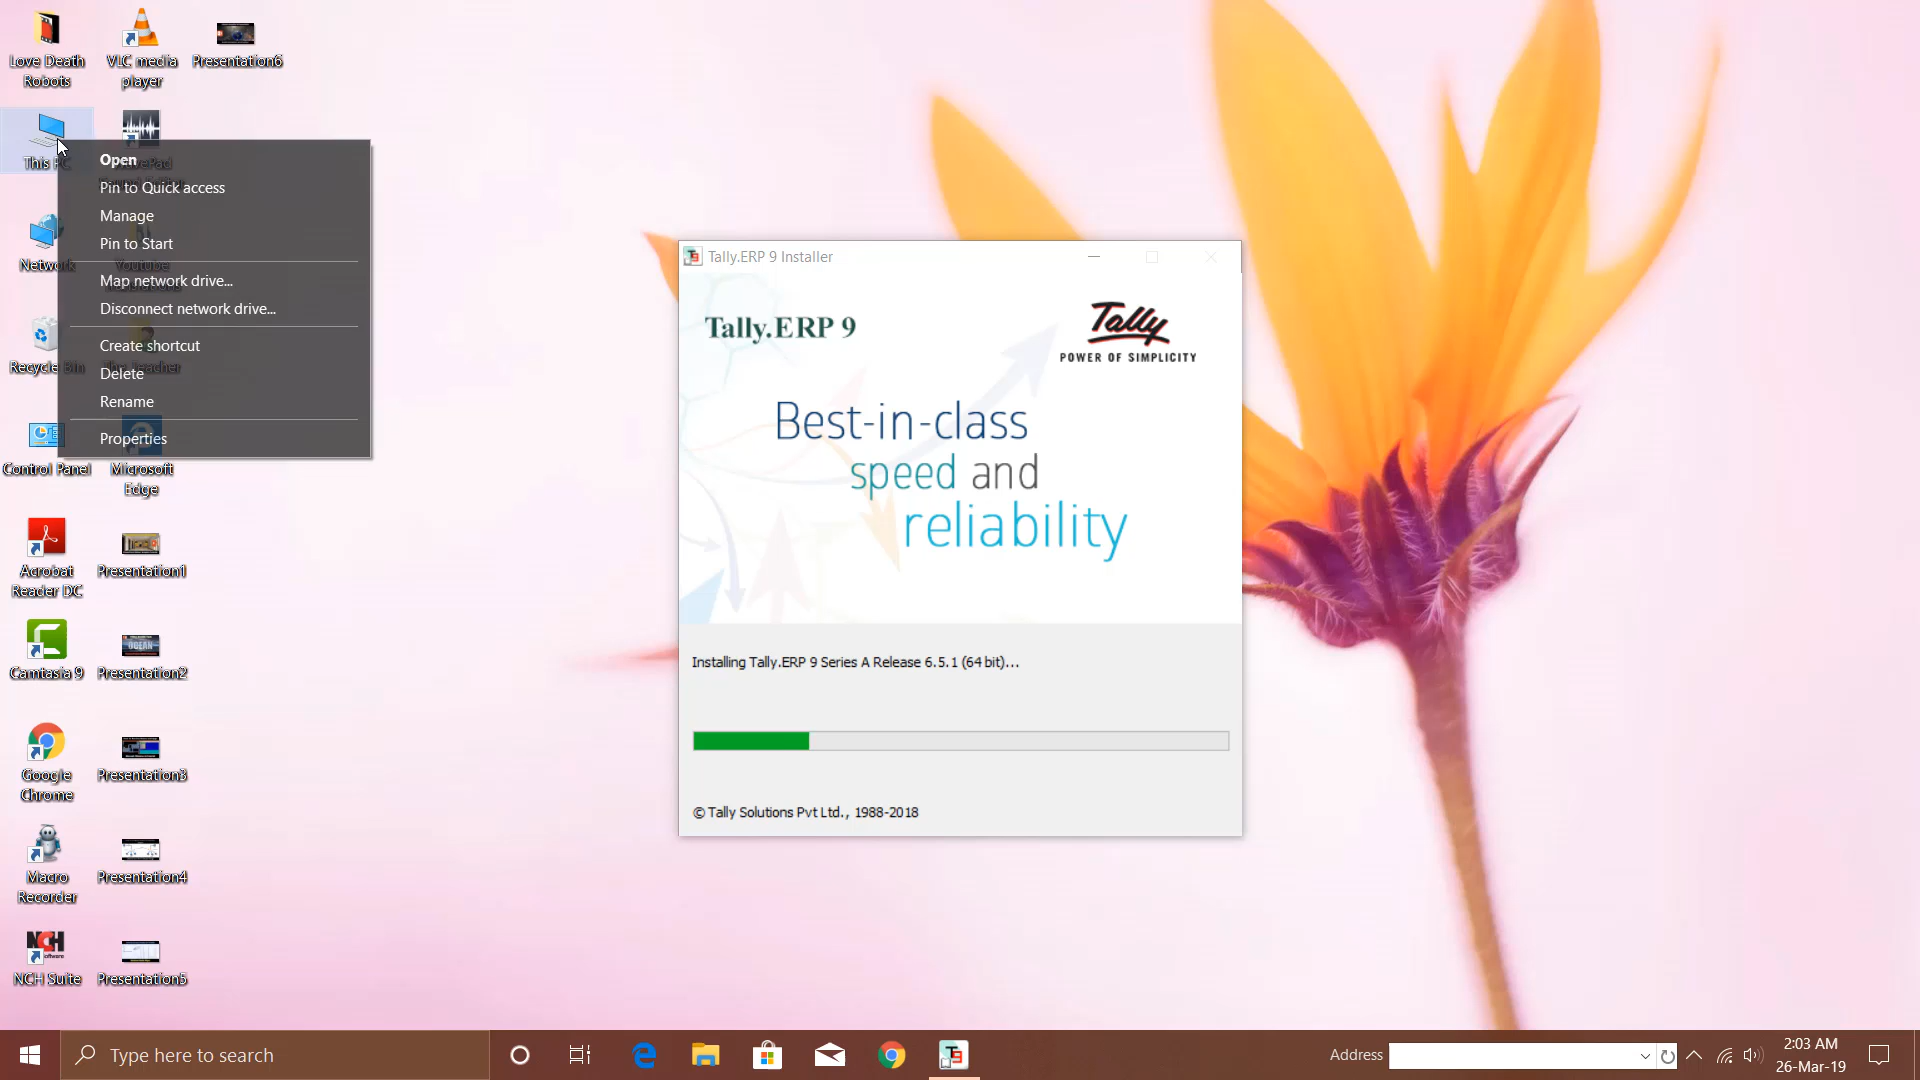 Love Death
Robots
VLC media
player
Presentation6
This PC
Open
Pin to Quick access
Manage
Pin to Start
Map network drive...
Disconnect network drive...
Create shortcut
Delete
Rename
Properties
Network
Recycle Bin
Control Panel
Microsoft
Edge
Acrobat
Reader DC
Presentation1
Camtasia 9
Presentation2
Google
Chrome
Presentation3
Macro
Recorder
Presentation4
NCH Suite
Presentation5
Tally.ERP 9 Installer
Tally.ERP 9
Tally
POWER OF SIMPLICITY
Best-in-class
speed and
reliability
Installing Tally.ERP 9 Series A Release 6.5.1 (64 bit)...
© Tally Solutions Pvt Ltd., 1988-2018
Type here to search
Address
2:03 AM
26-Mar-19